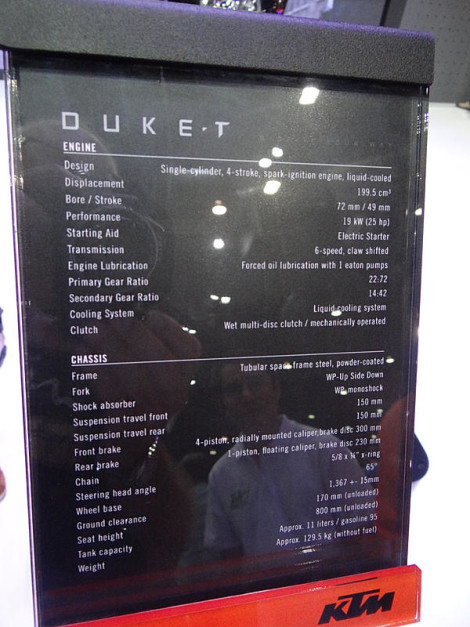 DUKE-T
ENGINE
Design Single-cylinder, 4-stroke, spark-ignition engine, liquid-cooled
Displacement 199.5 cm³
Bore / Stroke 72 mm / 49 mm
Performance 19 kW (25 hp)
Starting Aid Electric Starter
Transmission 6-speed, claw shifted
Engine Lubrication Forced oil lubrication with 1 eaton pumps
Primary Gear Ratio 22:72
Secondary Gear Ratio 14:42
Cooling System Liquid cooling system
Clutch Wet multi-disc clutch / mechanically operated
CHASSIS
Frame Tubular space frame steel, powder-coated
Fork WP-Up Side Down
Shock absorber WP monoshock
Suspension travel front 150 mm
Suspension travel rear 150 mm
Front brake 4-piston, radially mounted caliper,brake disc 300 mm
Rear brake 1-piston, floating caliper, brake disc 230 mm
Chain 5/8 x ¼" x-ring
Steering head angle 65°
Wheel base 1,367 +- 15mm
Ground clearance 170 mm (unloaded)
Seat height 800 mm (unloaded)
Tank capacity Approx. 11 liters / gasoline 95
Weight Approx. 129.5 kg (without fuel)
KTM